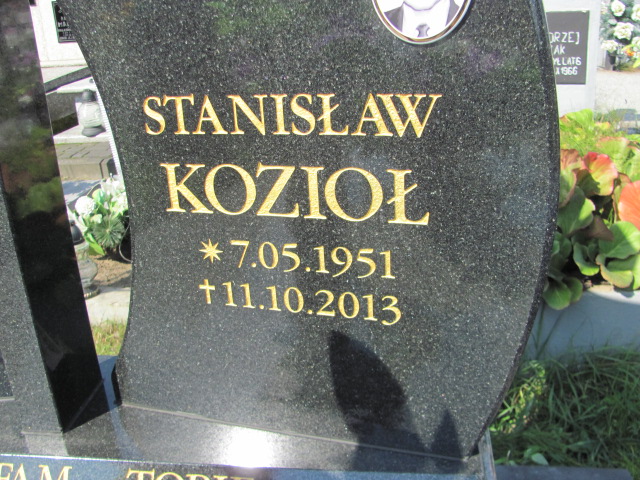 STANISŁAW
KOZIOŁ
* 7.05.1951
† 11.10.2013